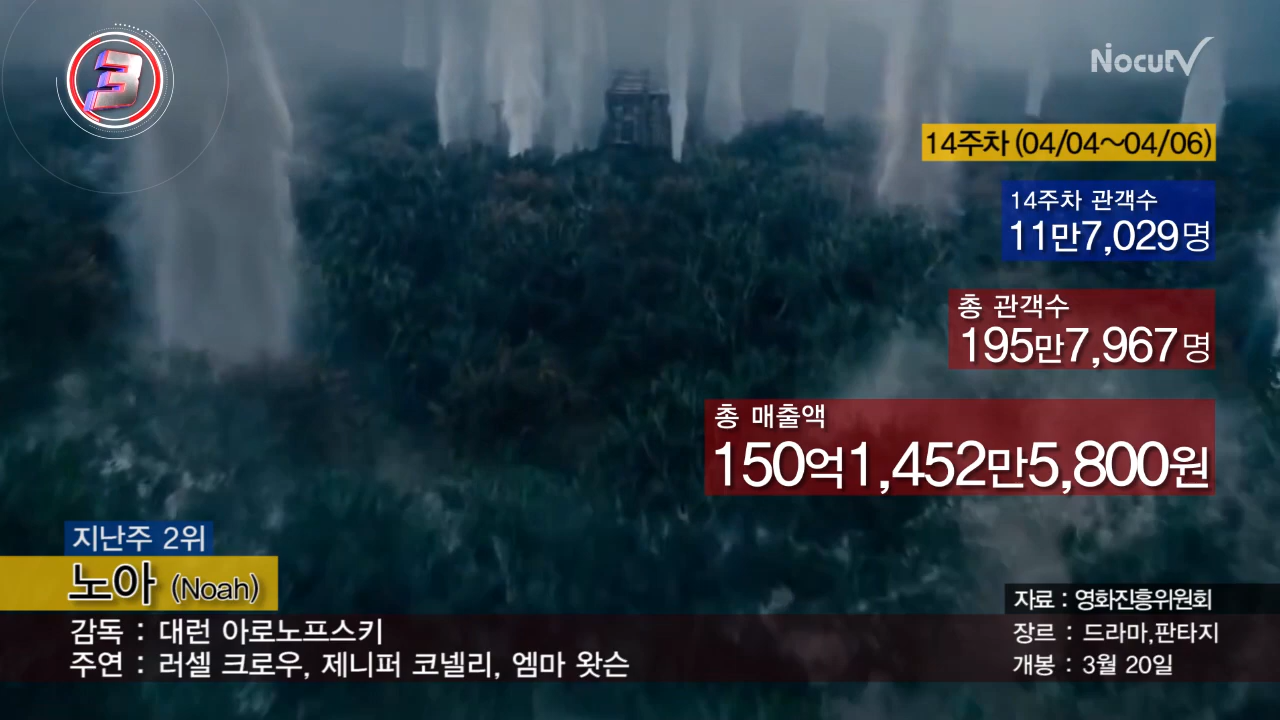 3
NocutV
14주차 (04/04~04/06)
14주차 관객수
11만7,029명
총 관객수
195만7,967명
총 매출액
150억1,452만5,800원
지난주 2위
노아 (Noah)
감독 : 대런 아로노프스키
주연 : 러셀 크로우, 제니퍼 코넬리, 엠마 왓슨
자료 : 영화진흥위원회
장르 : 드라마,판타지
개봉 : 3월 20일